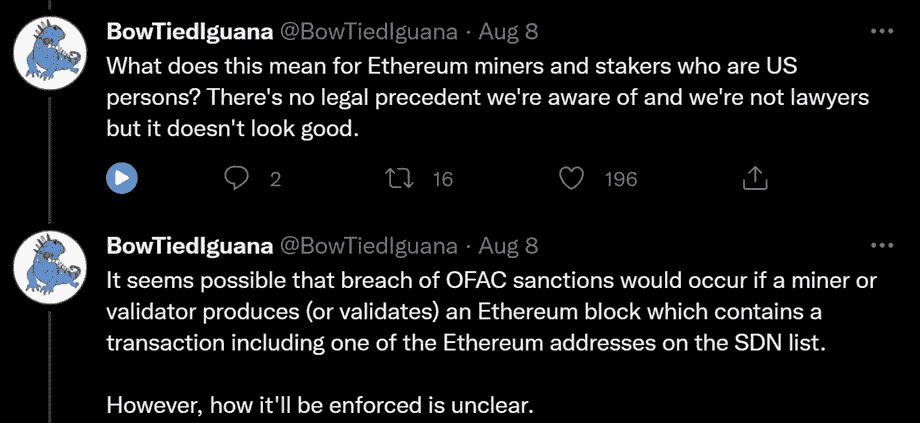 BowTiedIguana @BowTiedIguana · Aug 8
What does this mean for Ethereum miners and stakers who are US
persons? There's no legal precedent we're aware of and we're not lawyers
but it doesn't look good.
2 16 196
BowTiedIguana @BowTiedIguana · Aug 8
It seems possible that breach of OFAC sanctions would occur if a miner or
validator produces (or validates) an Ethereum block which contains a
transaction including one of the Ethereum addresses on the SDN list.
However, how it'll be enforced is unclear.